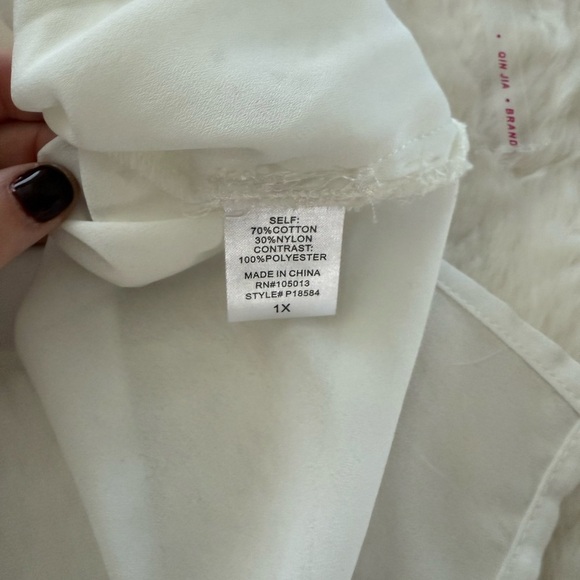 • QIN JIA • BRAND
SELF:
70%COTTON
30%NYLON
CONTRAST:
100%POLYESTER
MADE IN CHINA
RN#105013
STYLE# P18584
1X